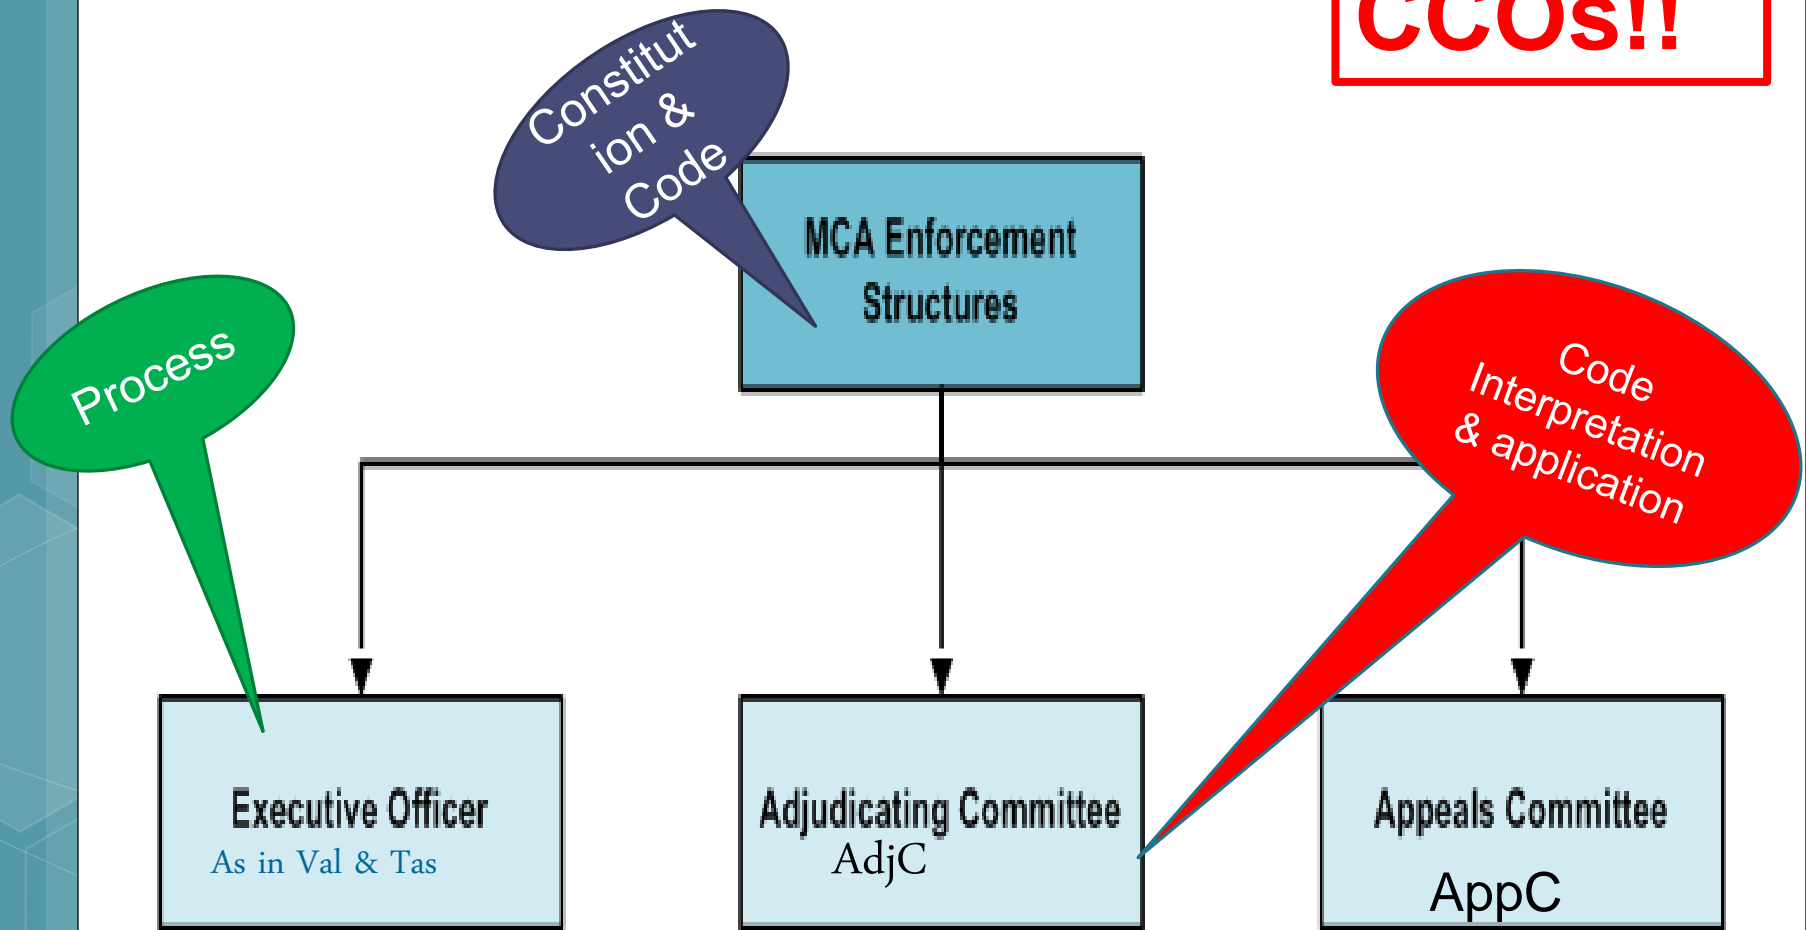 CCOs!!
Constitut
ion &
Code
MCA Enforcement
Structures
Process
Code
Interpretation
& application
Executive Officer
As in Val & Tas
Adjudicating Committee
AdjC
Appeals Committee
AppC